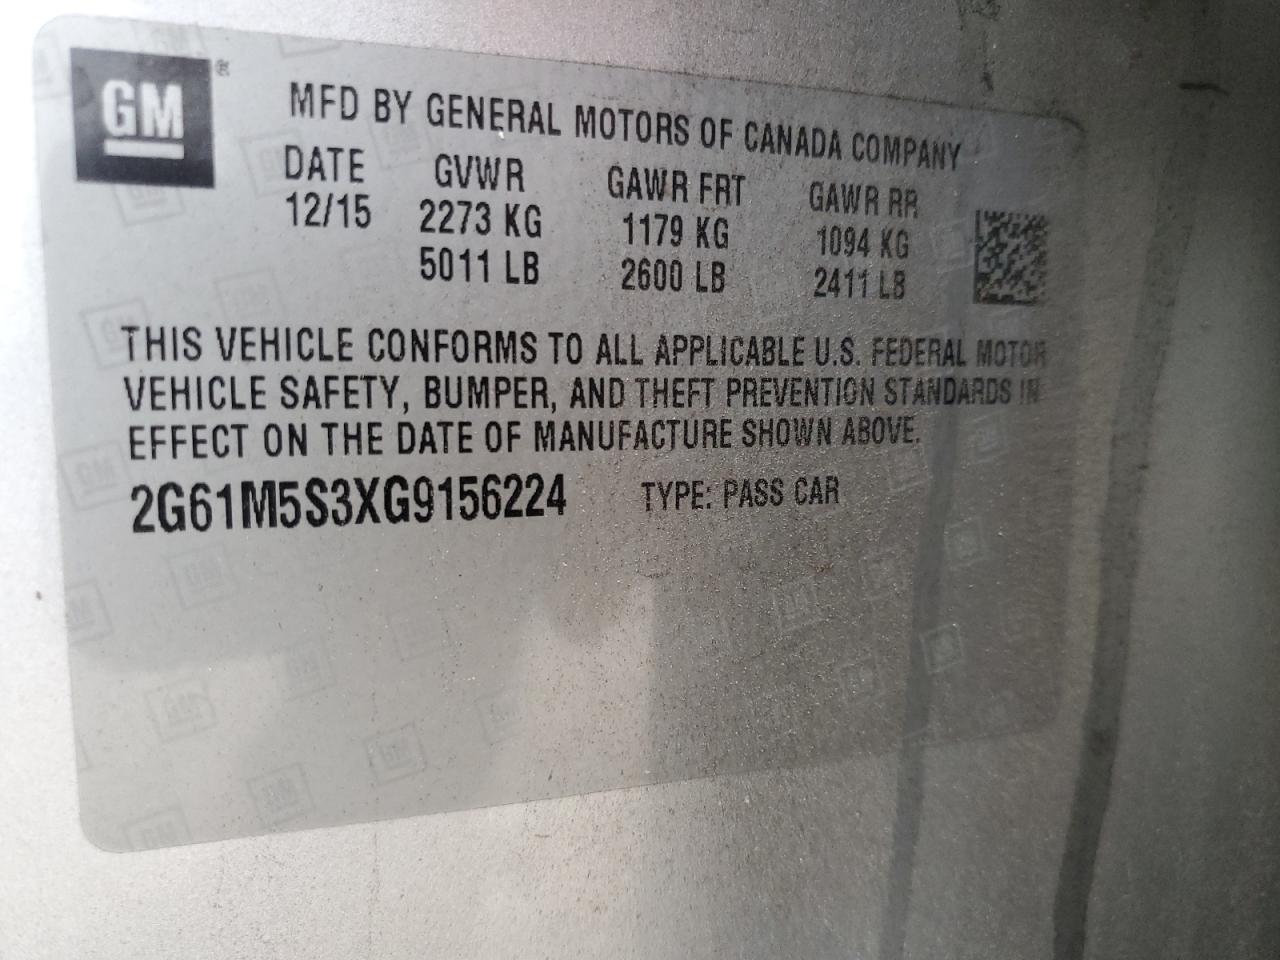 GM ®
MFD BY GENERAL MOTORS OF CANADA COMPANY
DATE GVWR GAWR FRT GAWR RR
12/15 2273 KG 1179 KG 1094 KG
5011 LB 2600 LB 2411 LB
THIS VEHICLE CONFORMS TO ALL APPLICABLE U.S. FEDERAL MOTOR
VEHICLE SAFETY, BUMPER, AND THEFT PREVENTION STANDARDS IN
EFFECT ON THE DATE OF MANUFACTURE SHOWN ABOVE.
2G61M5S3XG9156224 TYPE: PASS CAR